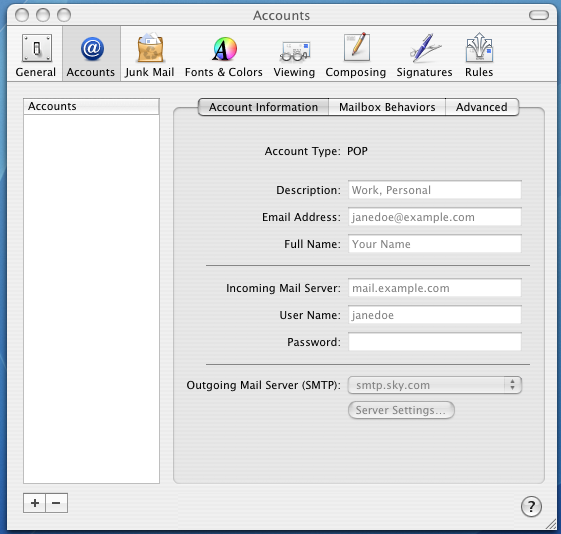 Accounts
General Accounts Junk Mail Fonts & Colors Viewing Composing Signatures Rules
Accounts
Account Information Mailbox Behaviors Advanced
Account Type: POP
Description: Work, Personal
Email Address: janedoe@example.com
Full Name: Your Name
Incoming Mail Server: mail.example.com
User Name: janedoe
Password:
Outgoing Mail Server (SMTP): smtp.sky.com
Server Settings...
+ − ?